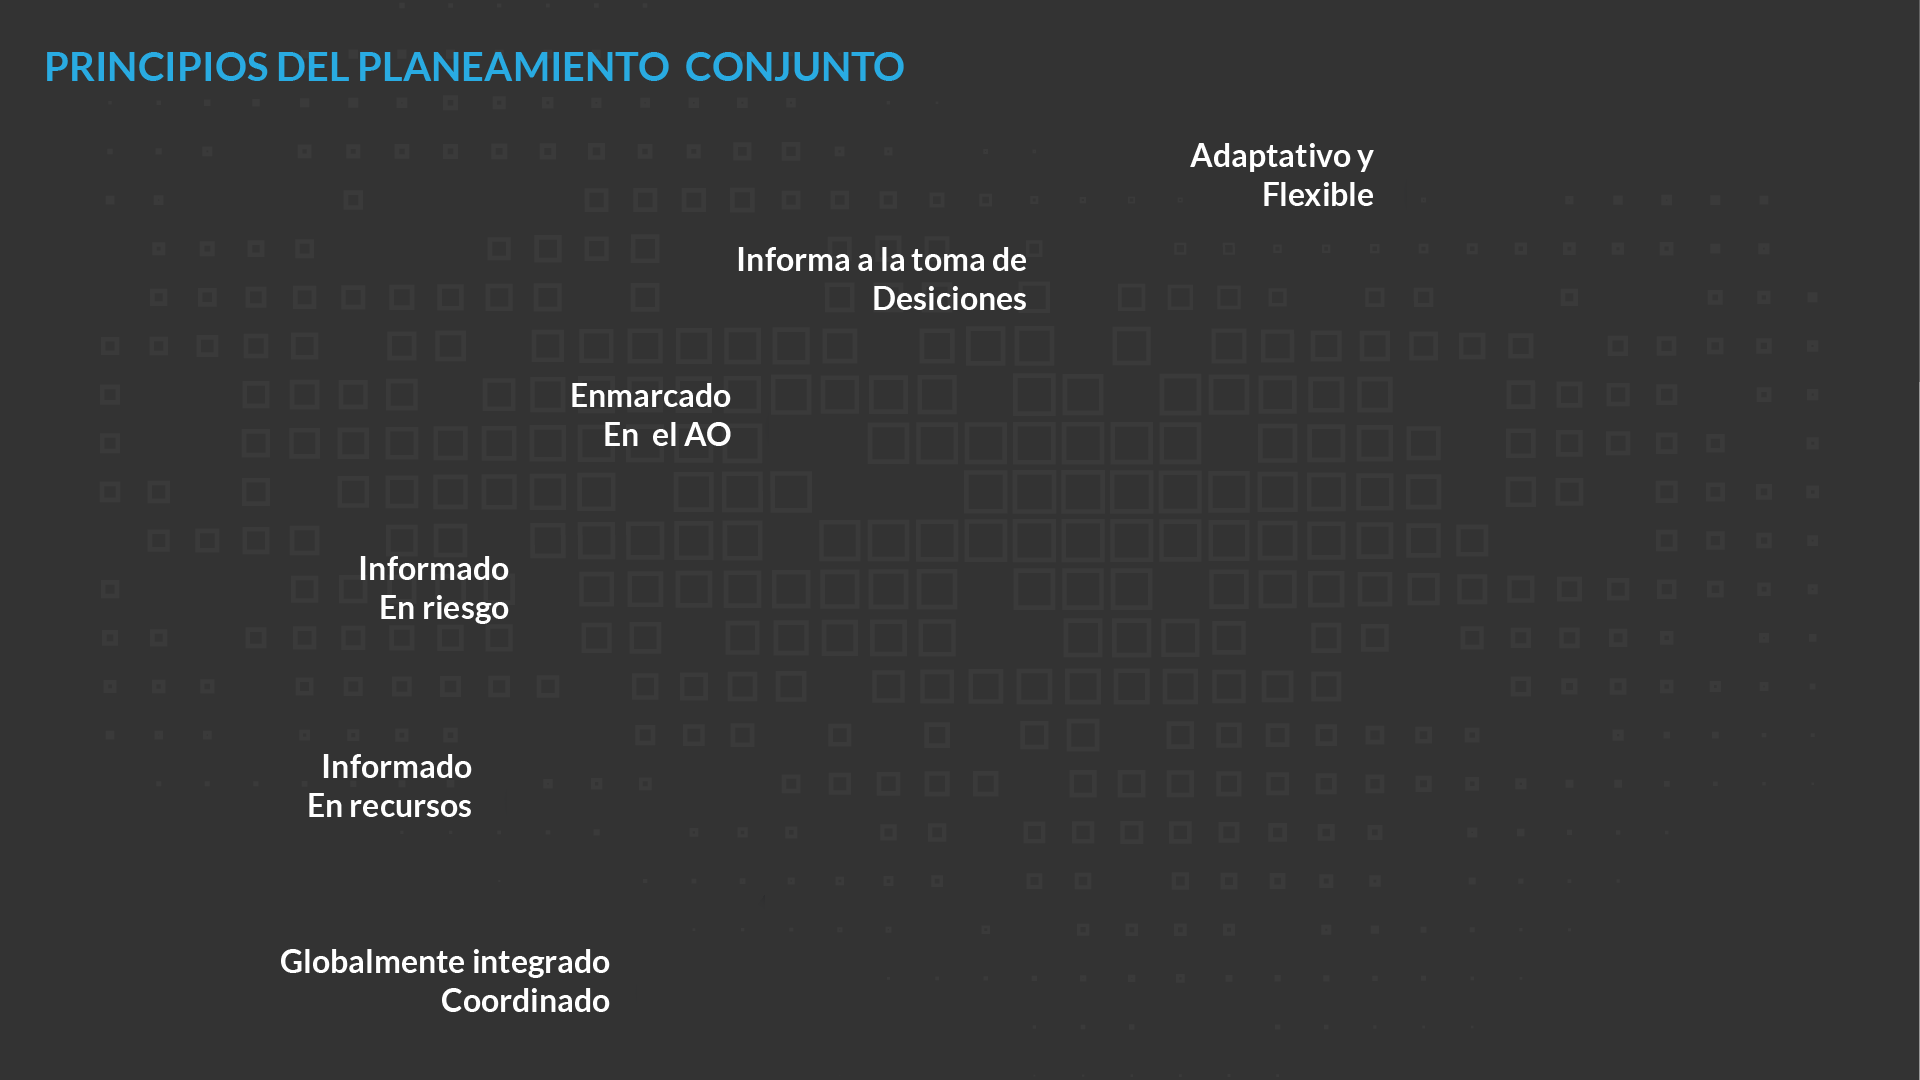 PRINCIPIOS DEL PLANEAMIENTO  CONJUNTO
Adaptativo y
Flexible
Informa a la toma de
Desiciones
Enmarcado
En  el AO
Informado
En riesgo
Informado
En recursos
Globalmente integrado
Coordinado